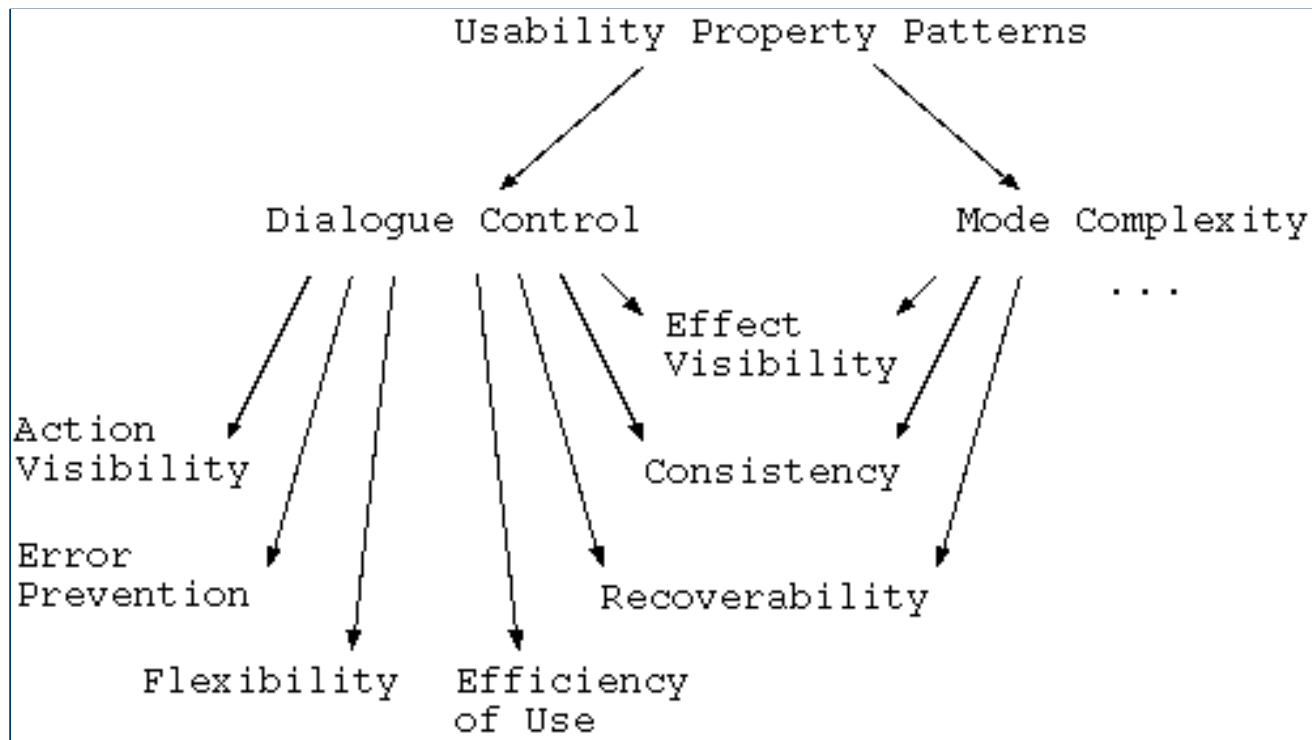 Usability Property Patterns
Dialogue Control
Mode Complexity
...
Effect
Visibility
Action
Visibility
Consistency
Error
Prevention
Recoverability
Flexibility
Efficiency
of Use